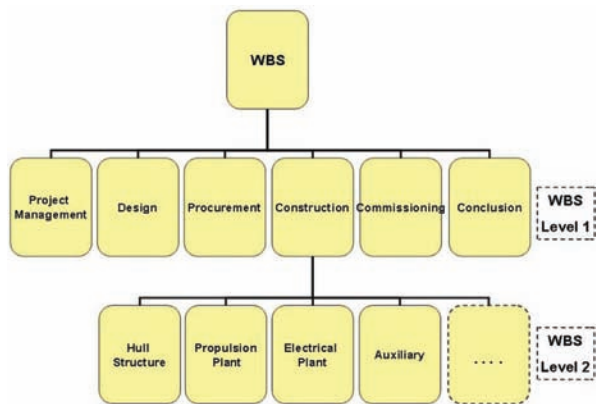 WBS
Project
Management
Design
Procurement
Construction
Commissioning
Conclusion
WBS
Level 1
Hull
Structure
Propulsion
Plant
Electrical
Plant
Auxiliary
. . . .
WBS
Level 2